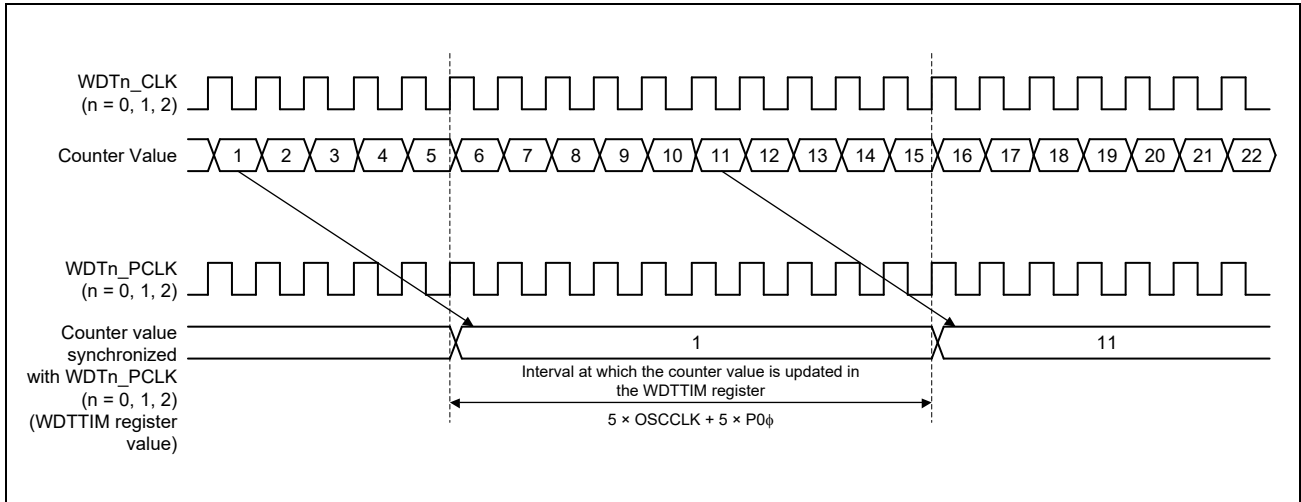 WDTn_CLK
(n = 0, 1, 2)
Counter Value
1 2 3 4 5 6 7 8 9 10 11 12 13 14 15 16 17 18 19 20 21 22
WDTn_PCLK
(n = 0, 1, 2)
Counter value
synchronized
with WDTn_PCLK
(n = 0, 1, 2)
(WDTTIM register
value)
1
11
Interval at which the counter value is updated in
the WDTTIM register
5 × OSCCLK + 5 × P0ϕ